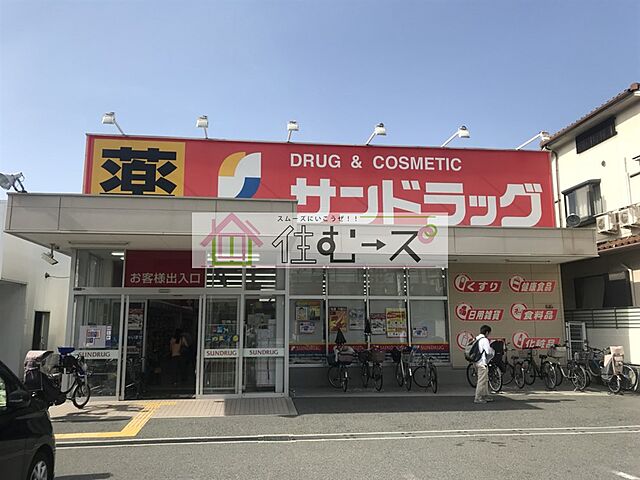 薬
DRUG & COSMETIC
サンドラッグ
スムーズにいこうぜ！！
住むーズ
お客様出入口
くすり
健康食品
日用雑貨
食料品
化粧品
SUNDRUG
SUNDRUG